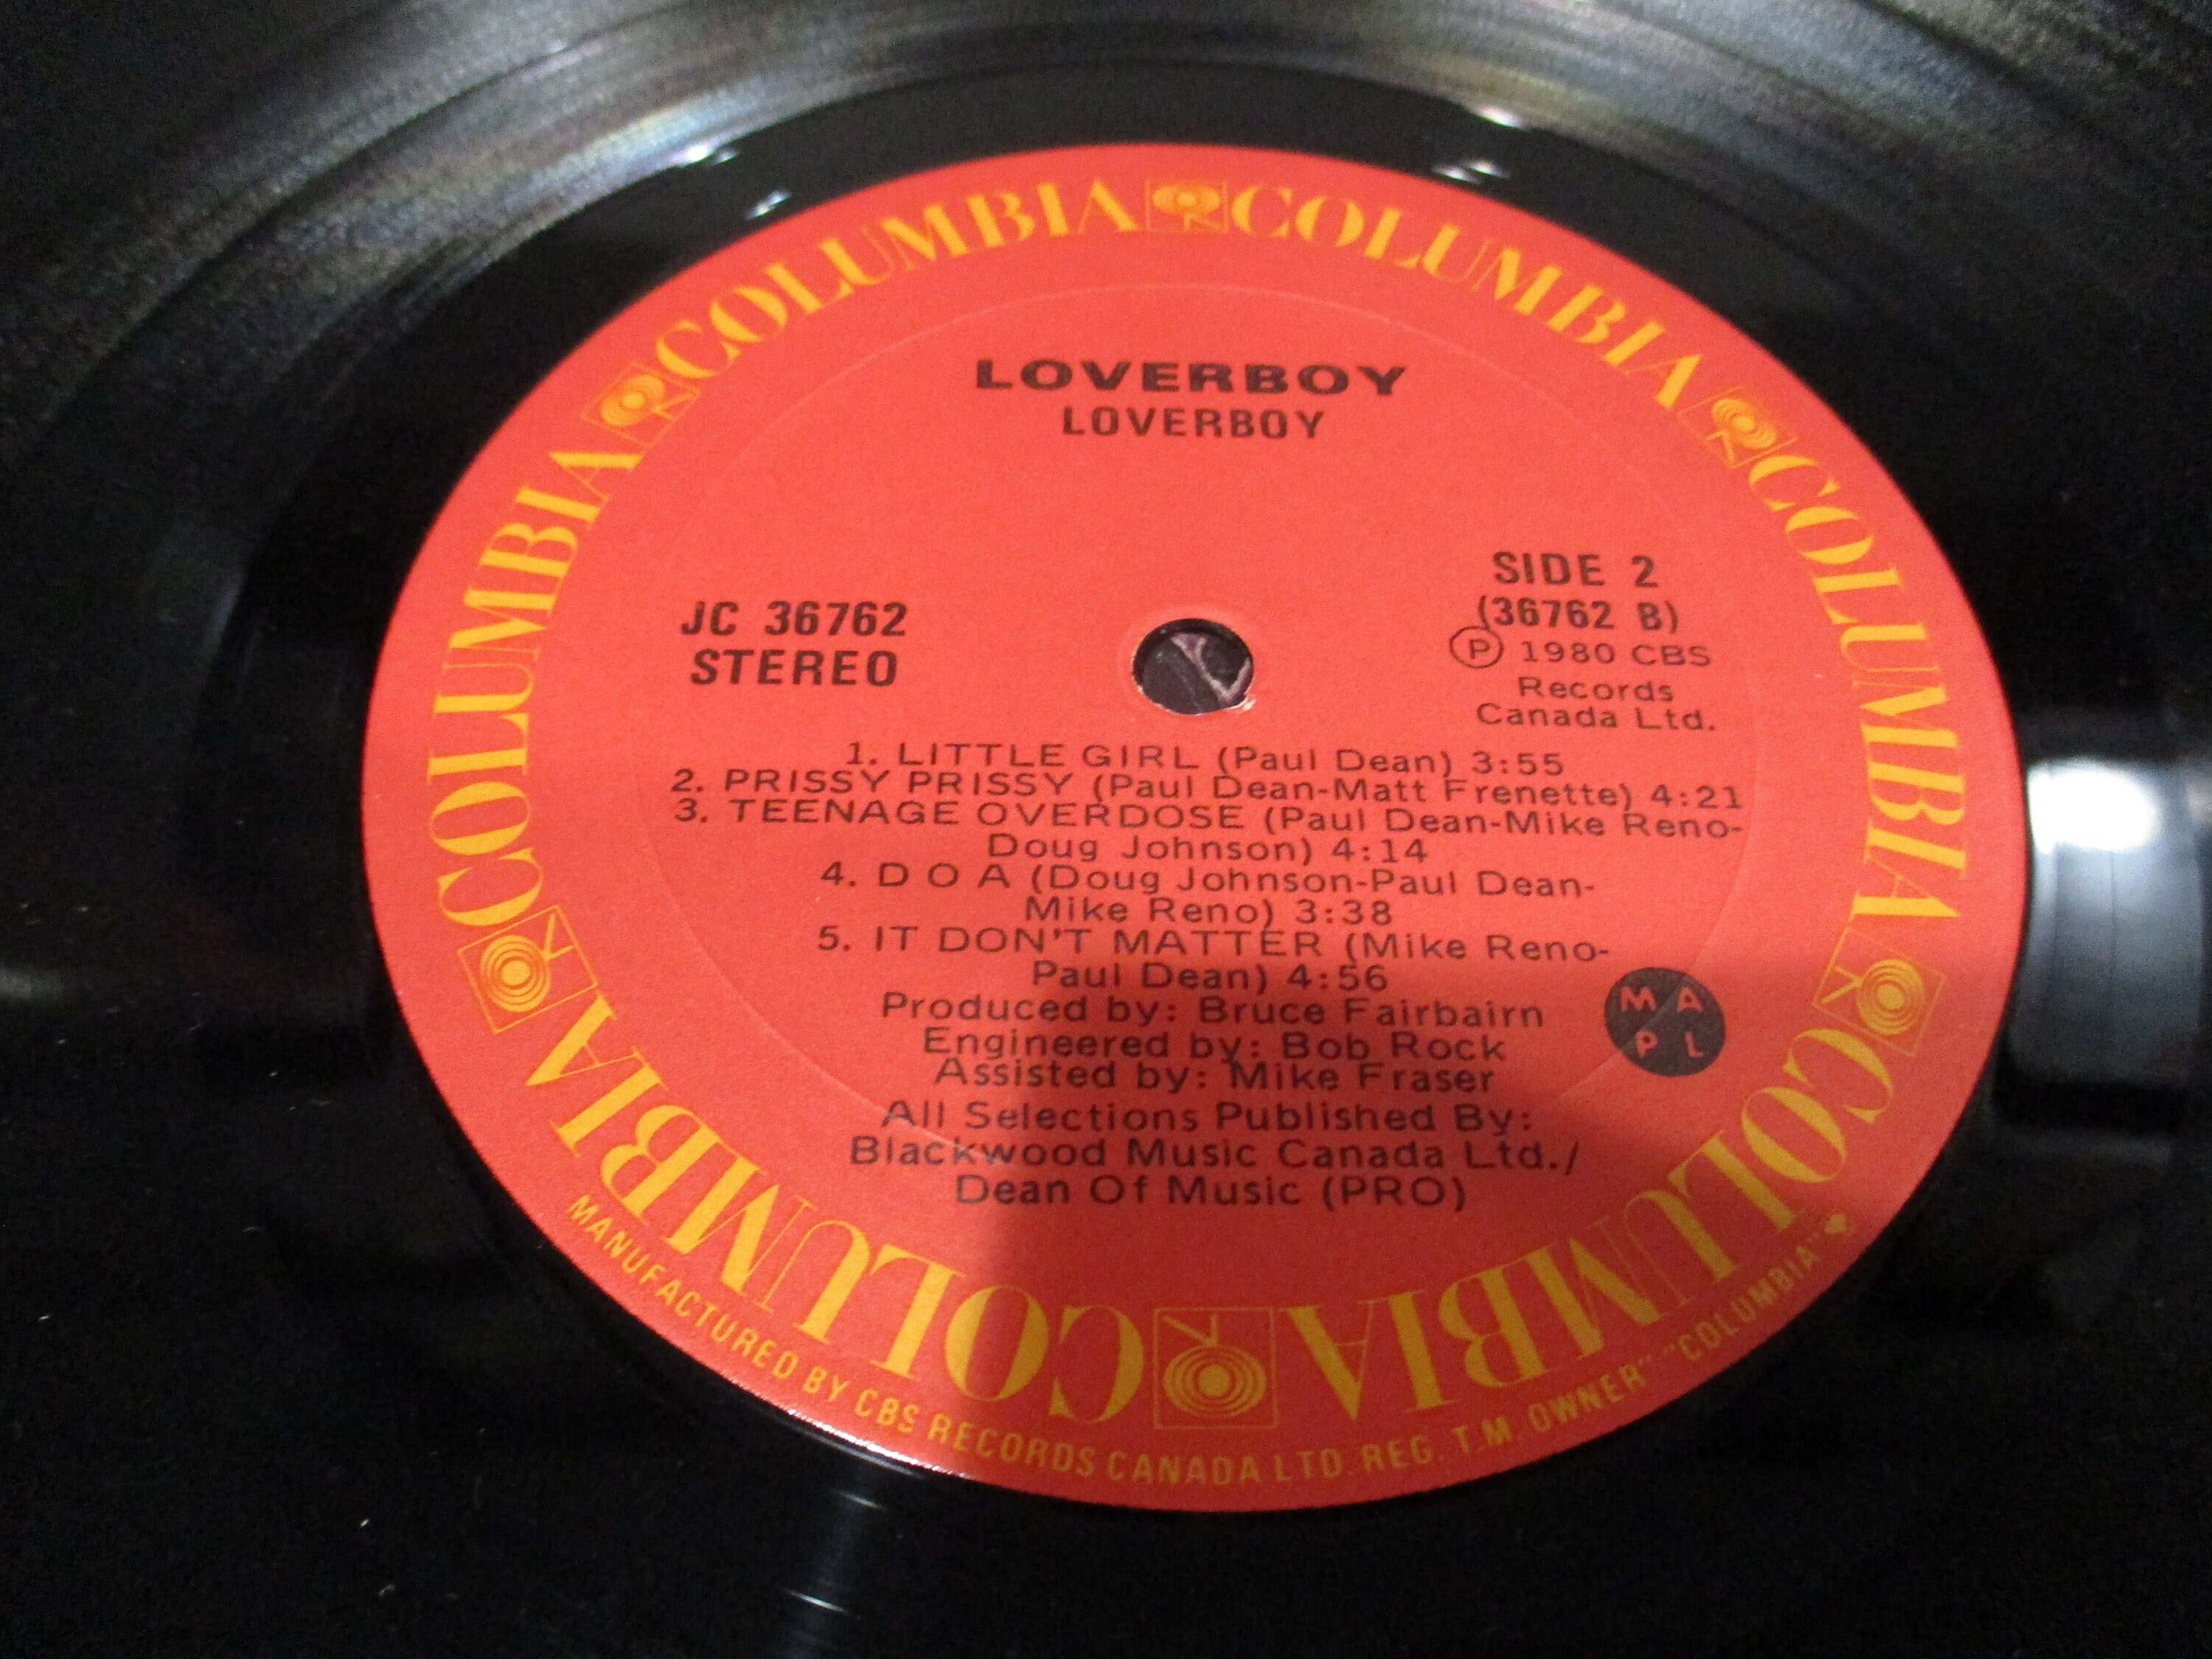 COLUMBIA COLUMBIA COLUMBIA COLUMBIA COLUMBIA COLUMBIA
LOVERBOY
LOVERBOY
JC 36762
STEREO
SIDE 2
(36762 B)
Ⓟ 1980 CBS
Records
Canada Ltd.
1. LITTLE GIRL (Paul Dean) 3:55
2. PRISSY PRISSY (Paul Dean-Matt Frenette) 4:21
3. TEENAGE OVERDOSE (Paul Dean-Mike Reno-
Doug Johnson) 4:14
4. D O A (Doug Johnson-Paul Dean-
Mike Reno) 3:38
5. IT DON'T MATTER (Mike Reno-
Paul Dean) 4:56
Produced by: Bruce Fairbairn
Engineered by: Bob Rock
Assisted by: Mike Fraser
M A
P L
All Selections Published By:
Blackwood Music Canada Ltd./
Dean Of Music (PRO)
MANUFACTURED BY CBS RECORDS CANADA LTD. REG. T.M. OWNER" "COLUMBIA"